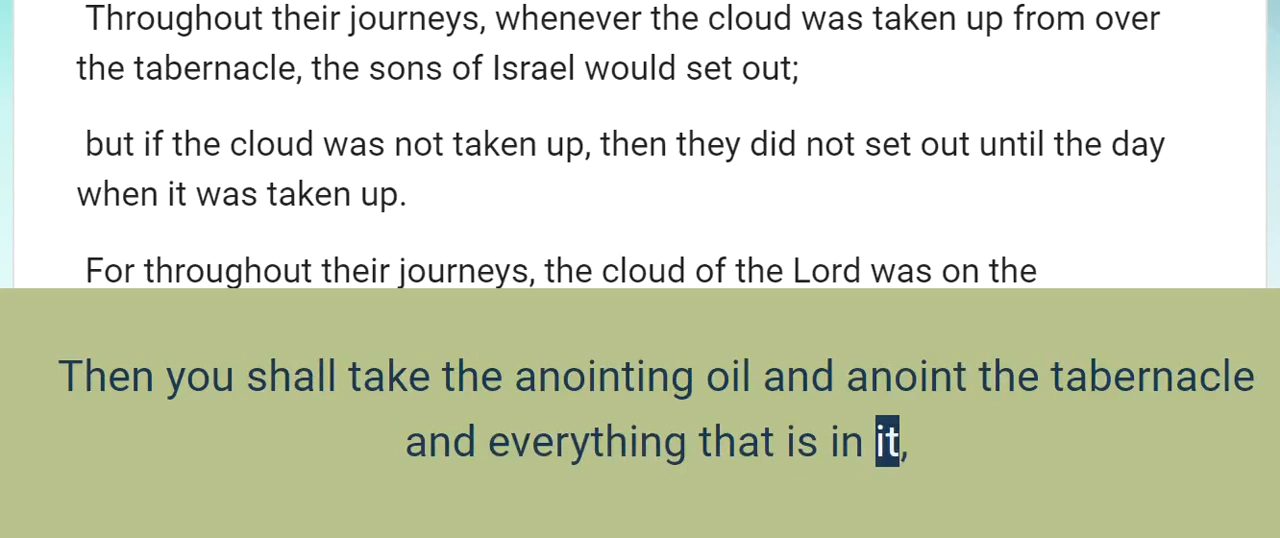 Throughout their journeys, whenever the cloud was taken up from over
the tabernacle, the sons of Israel would set out;
but if the cloud was not taken up, then they did not set out until the day
when it was taken up.
For throughout their journeys, the cloud of the Lord was on the
Then you shall take the anointing oil and anoint the tabernacle
and everything that is in it,